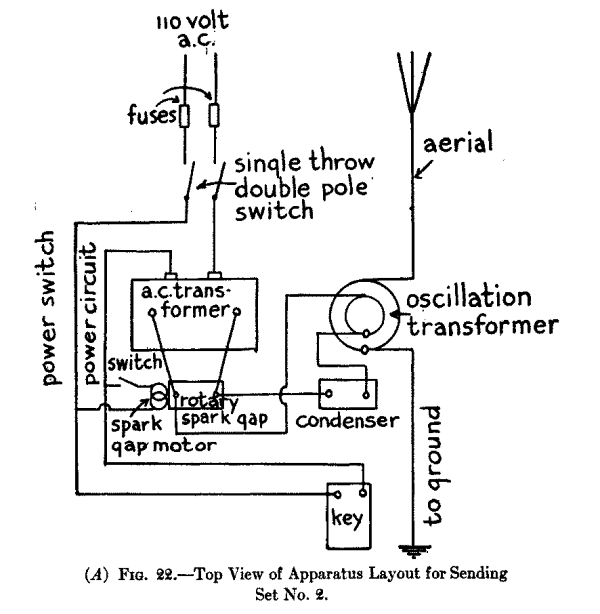 110 volt
a.c.
fuses
aerial
single throw
double pole
switch
power switch
power circuit
a.c. trans-
former
oscillation
transformer
switch
rotary
spark gap
spark
gap motor
condenser
to ground
key
(A) FIG. 22.—Top View of Apparatus Layout for Sending
Set No. 2.